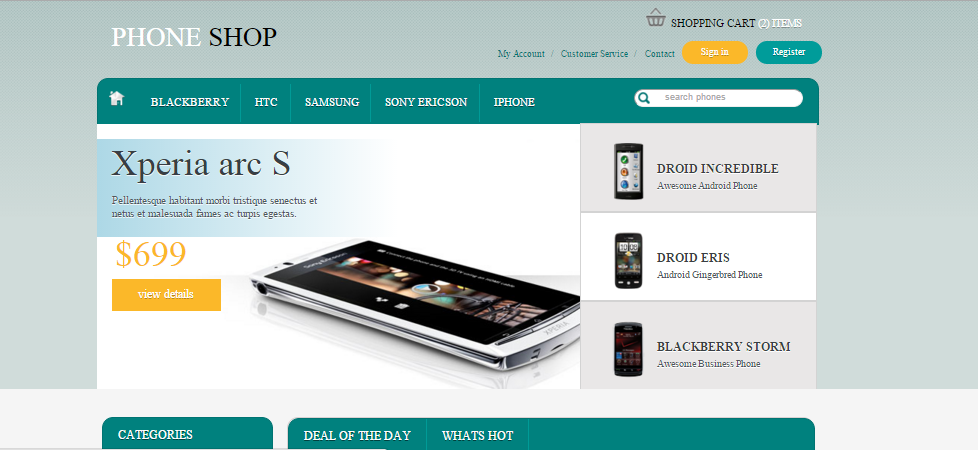 PHONE SHOP
SHOPPING CART (2) ITEMS
My Account / Customer Service / Contact
Sign in
Register
BLACKBERRY
HTC
SAMSUNG
SONY ERICSON
IPHONE
search phones
Xperia arc S
Pellentesque habitant morbi tristique senectus et
netus et malesuada fames ac turpis egestas.
$699
view details
Sony Ericsson
XPERIA
DROID INCREDIBLE
Awesome Android Phone
DROID ERIS
Android Gingerbred Phone
BLACKBERRY STORM
Awesome Business Phone
CATEGORIES
DEAL OF THE DAY
WHATS HOT